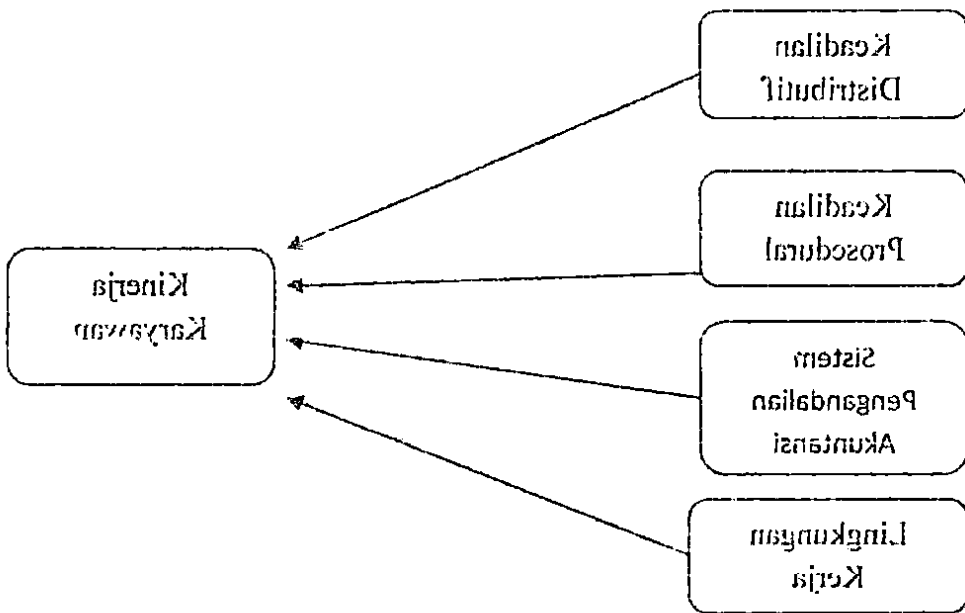 Keadilan
Distributif
Keadilan
Prosedural
Sistem
Pengandalian
Akuntansi
Lingkungan
Kerja
Kinerja
Karyawan